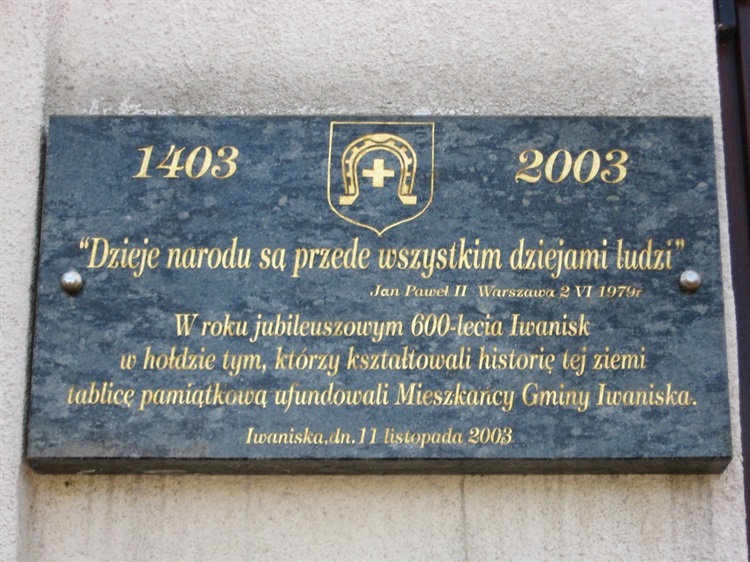 1403 2003
"Dzieje narodu są przede wszystkim dziejami ludzi"
Jan Paweł II Warszawa 2 VI 1979r
W roku jubileuszowym 600-lecia Iwanisk
w hołdzie tym, którzy kształtowali historię tej ziemi
tablicę pamiątkową ufundowali Mieszkańcy Gminy Iwaniska.
Iwaniska,dn.11 listopada 2003